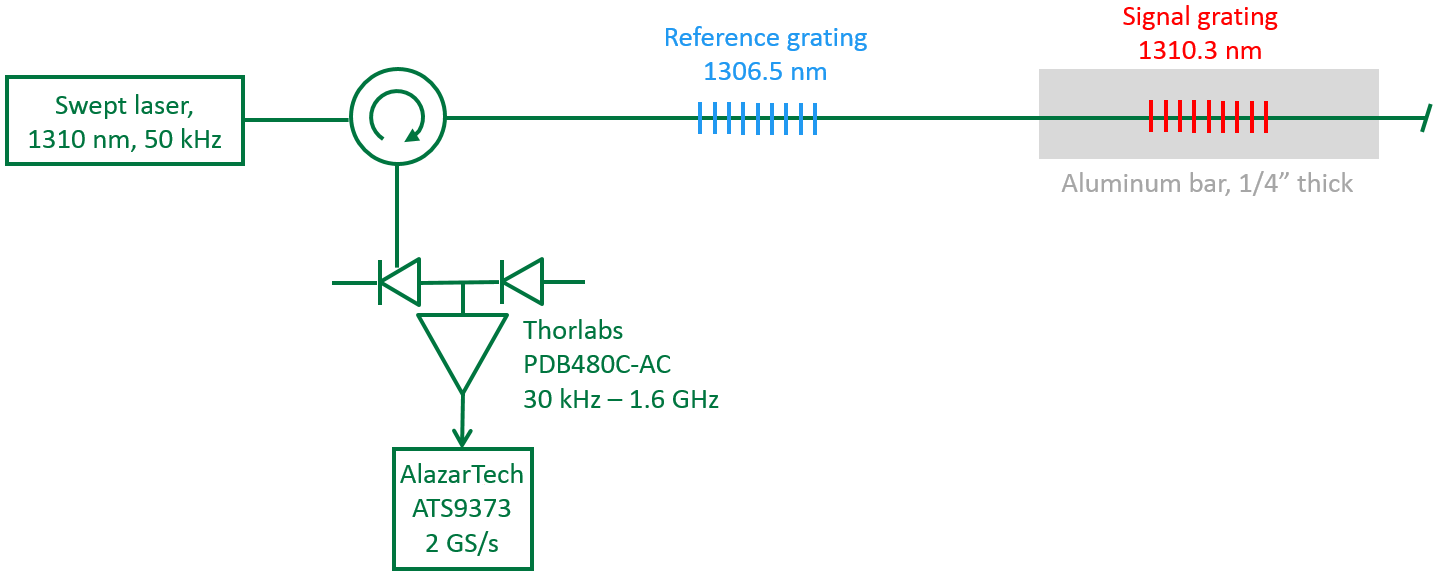 Swept laser,
1310 nm, 50 kHz
Reference grating
1306.5 nm
Signal grating
1310.3 nm
Aluminum bar, 1/4” thick
Thorlabs
PDB480C-AC
30 kHz – 1.6 GHz
AlazarTech
ATS9373
2 GS/s